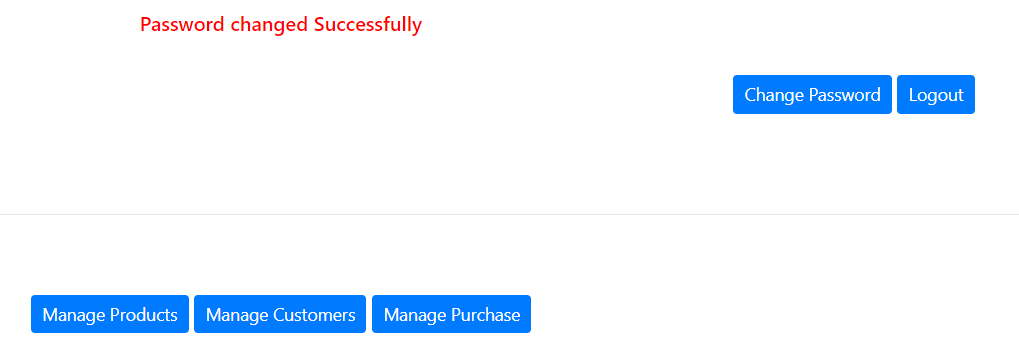 Password changed Successfully
Change Password Logout
Manage Products Manage Customers Manage Purchase